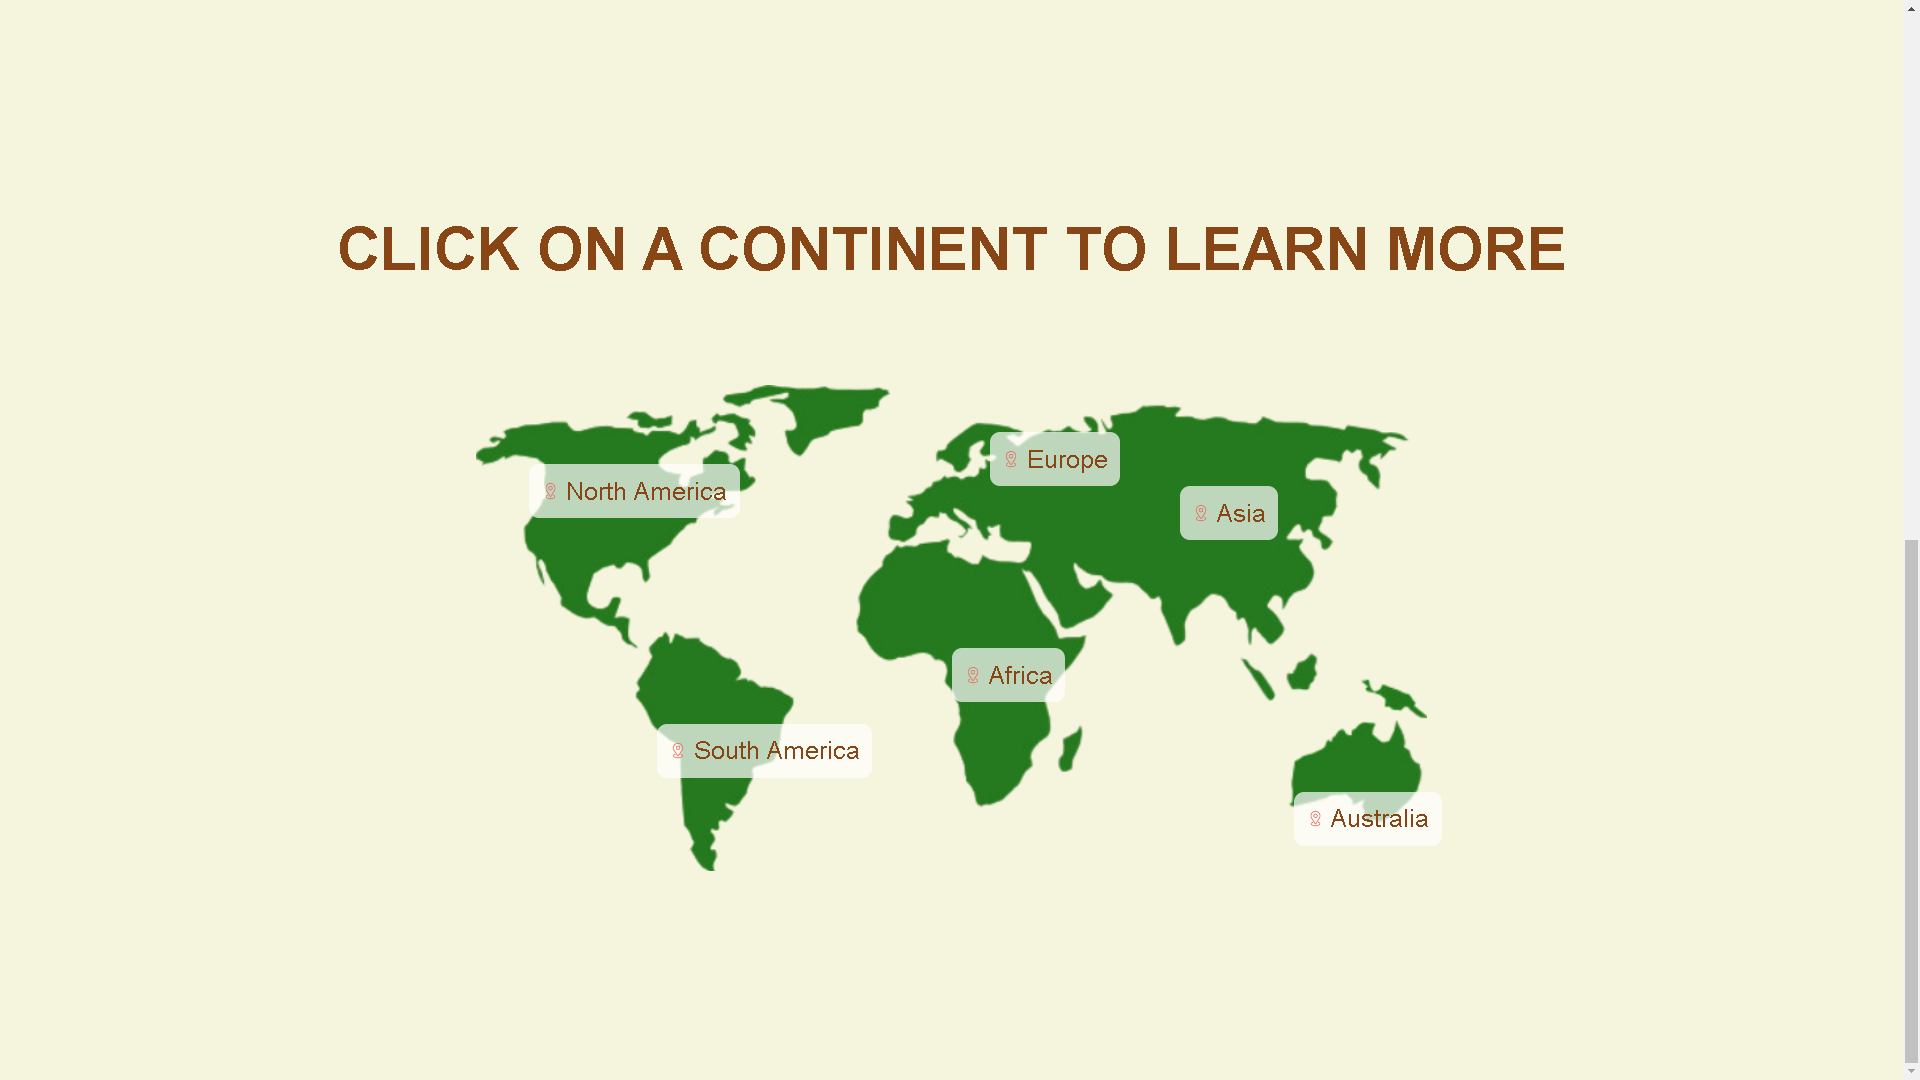 CLICK ON A CONTINENT TO LEARN MORE
Europe
North America
Asia
Africa
South America
Australia